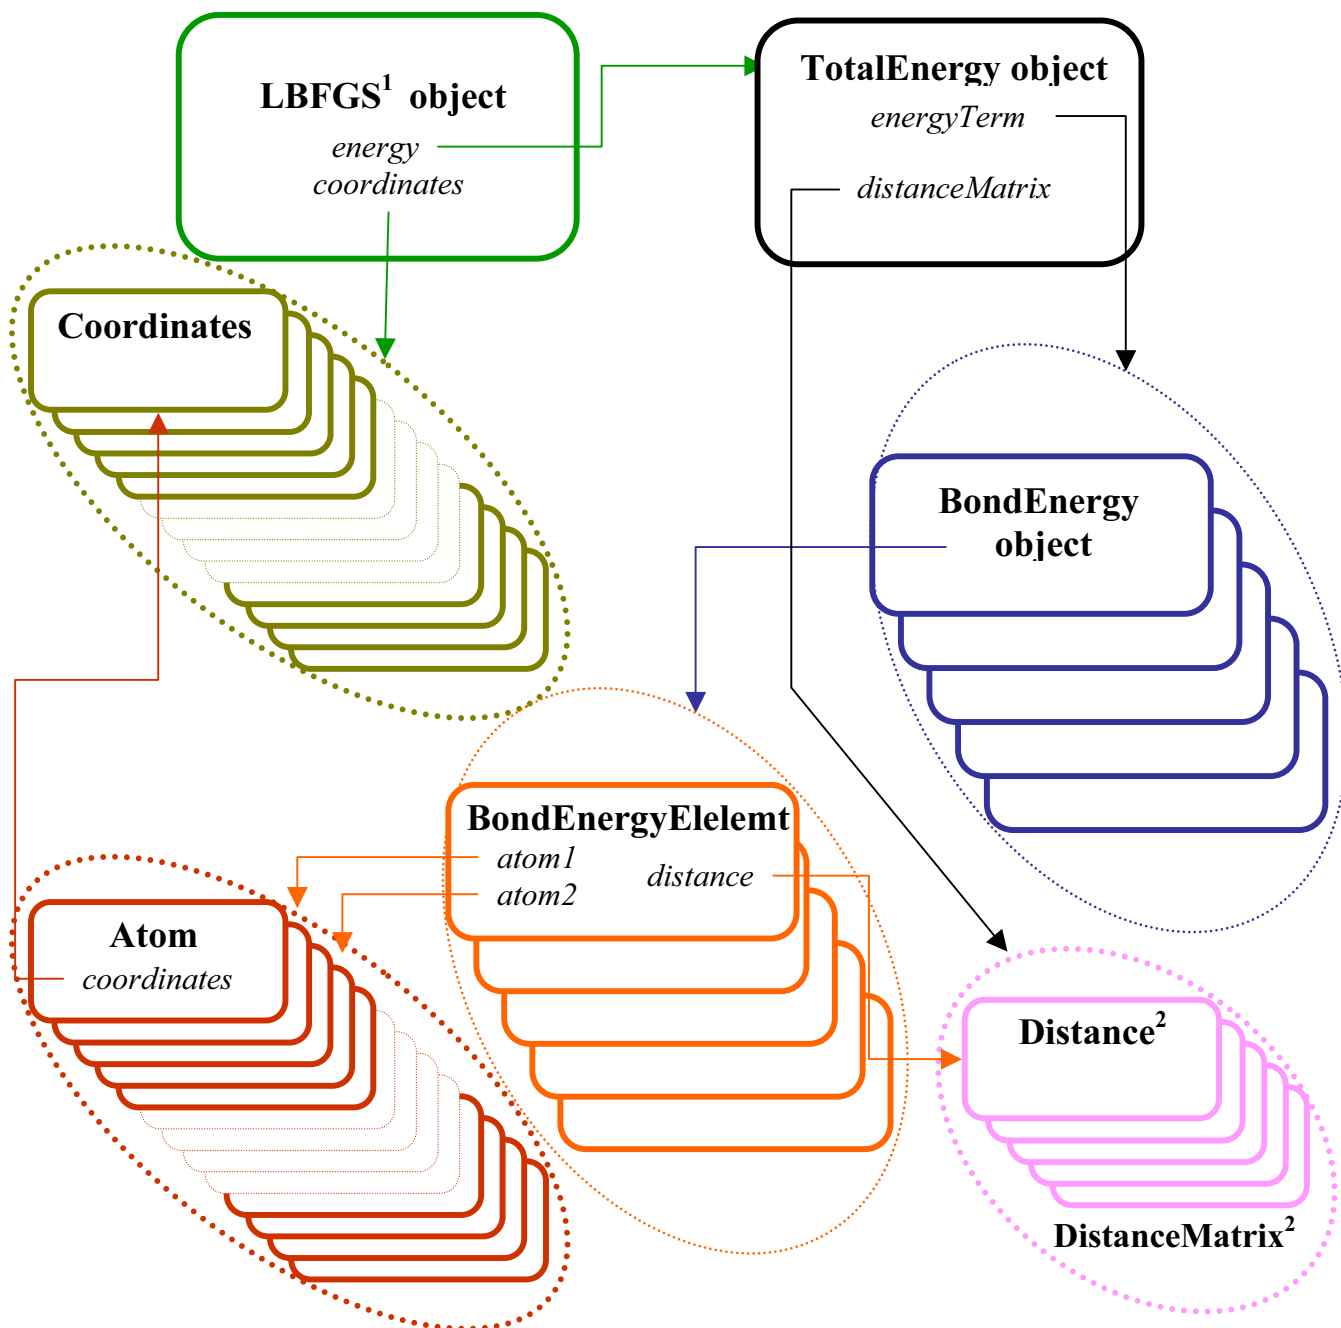 LBFGS¹ object
energy
coordinates
TotalEnergy object
energyTerm
distanceMatrix
Coordinates
BondEnergy
object
BondEnergyElelemt
atom1
atom2
distance
Atom
coordinates
Distance²
DistanceMatrix²